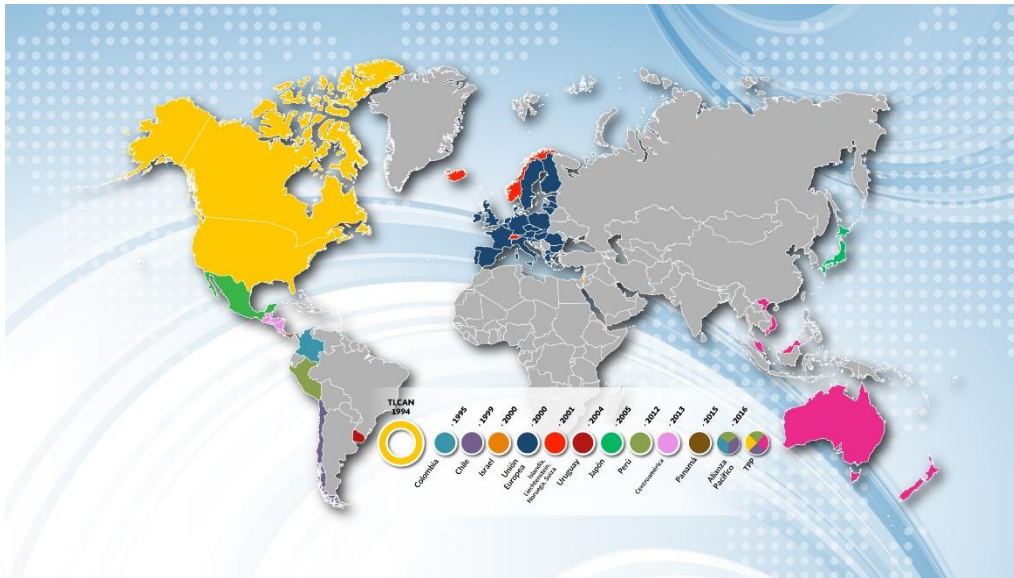 TLCAN
1994
- 1995
- 1999
- 2000
- 2000
- 2001
- 2004
- 2005
- 2012
- 2013
- 2015
- 2016
Colombia
Chile
Israel
Unión
Europea
Islandia,
Liechtenstein,
Noruega, Suiza
Uruguay
Japón
Perú
Centroamérica
Panamá
Alianza
Pacífico
TPP